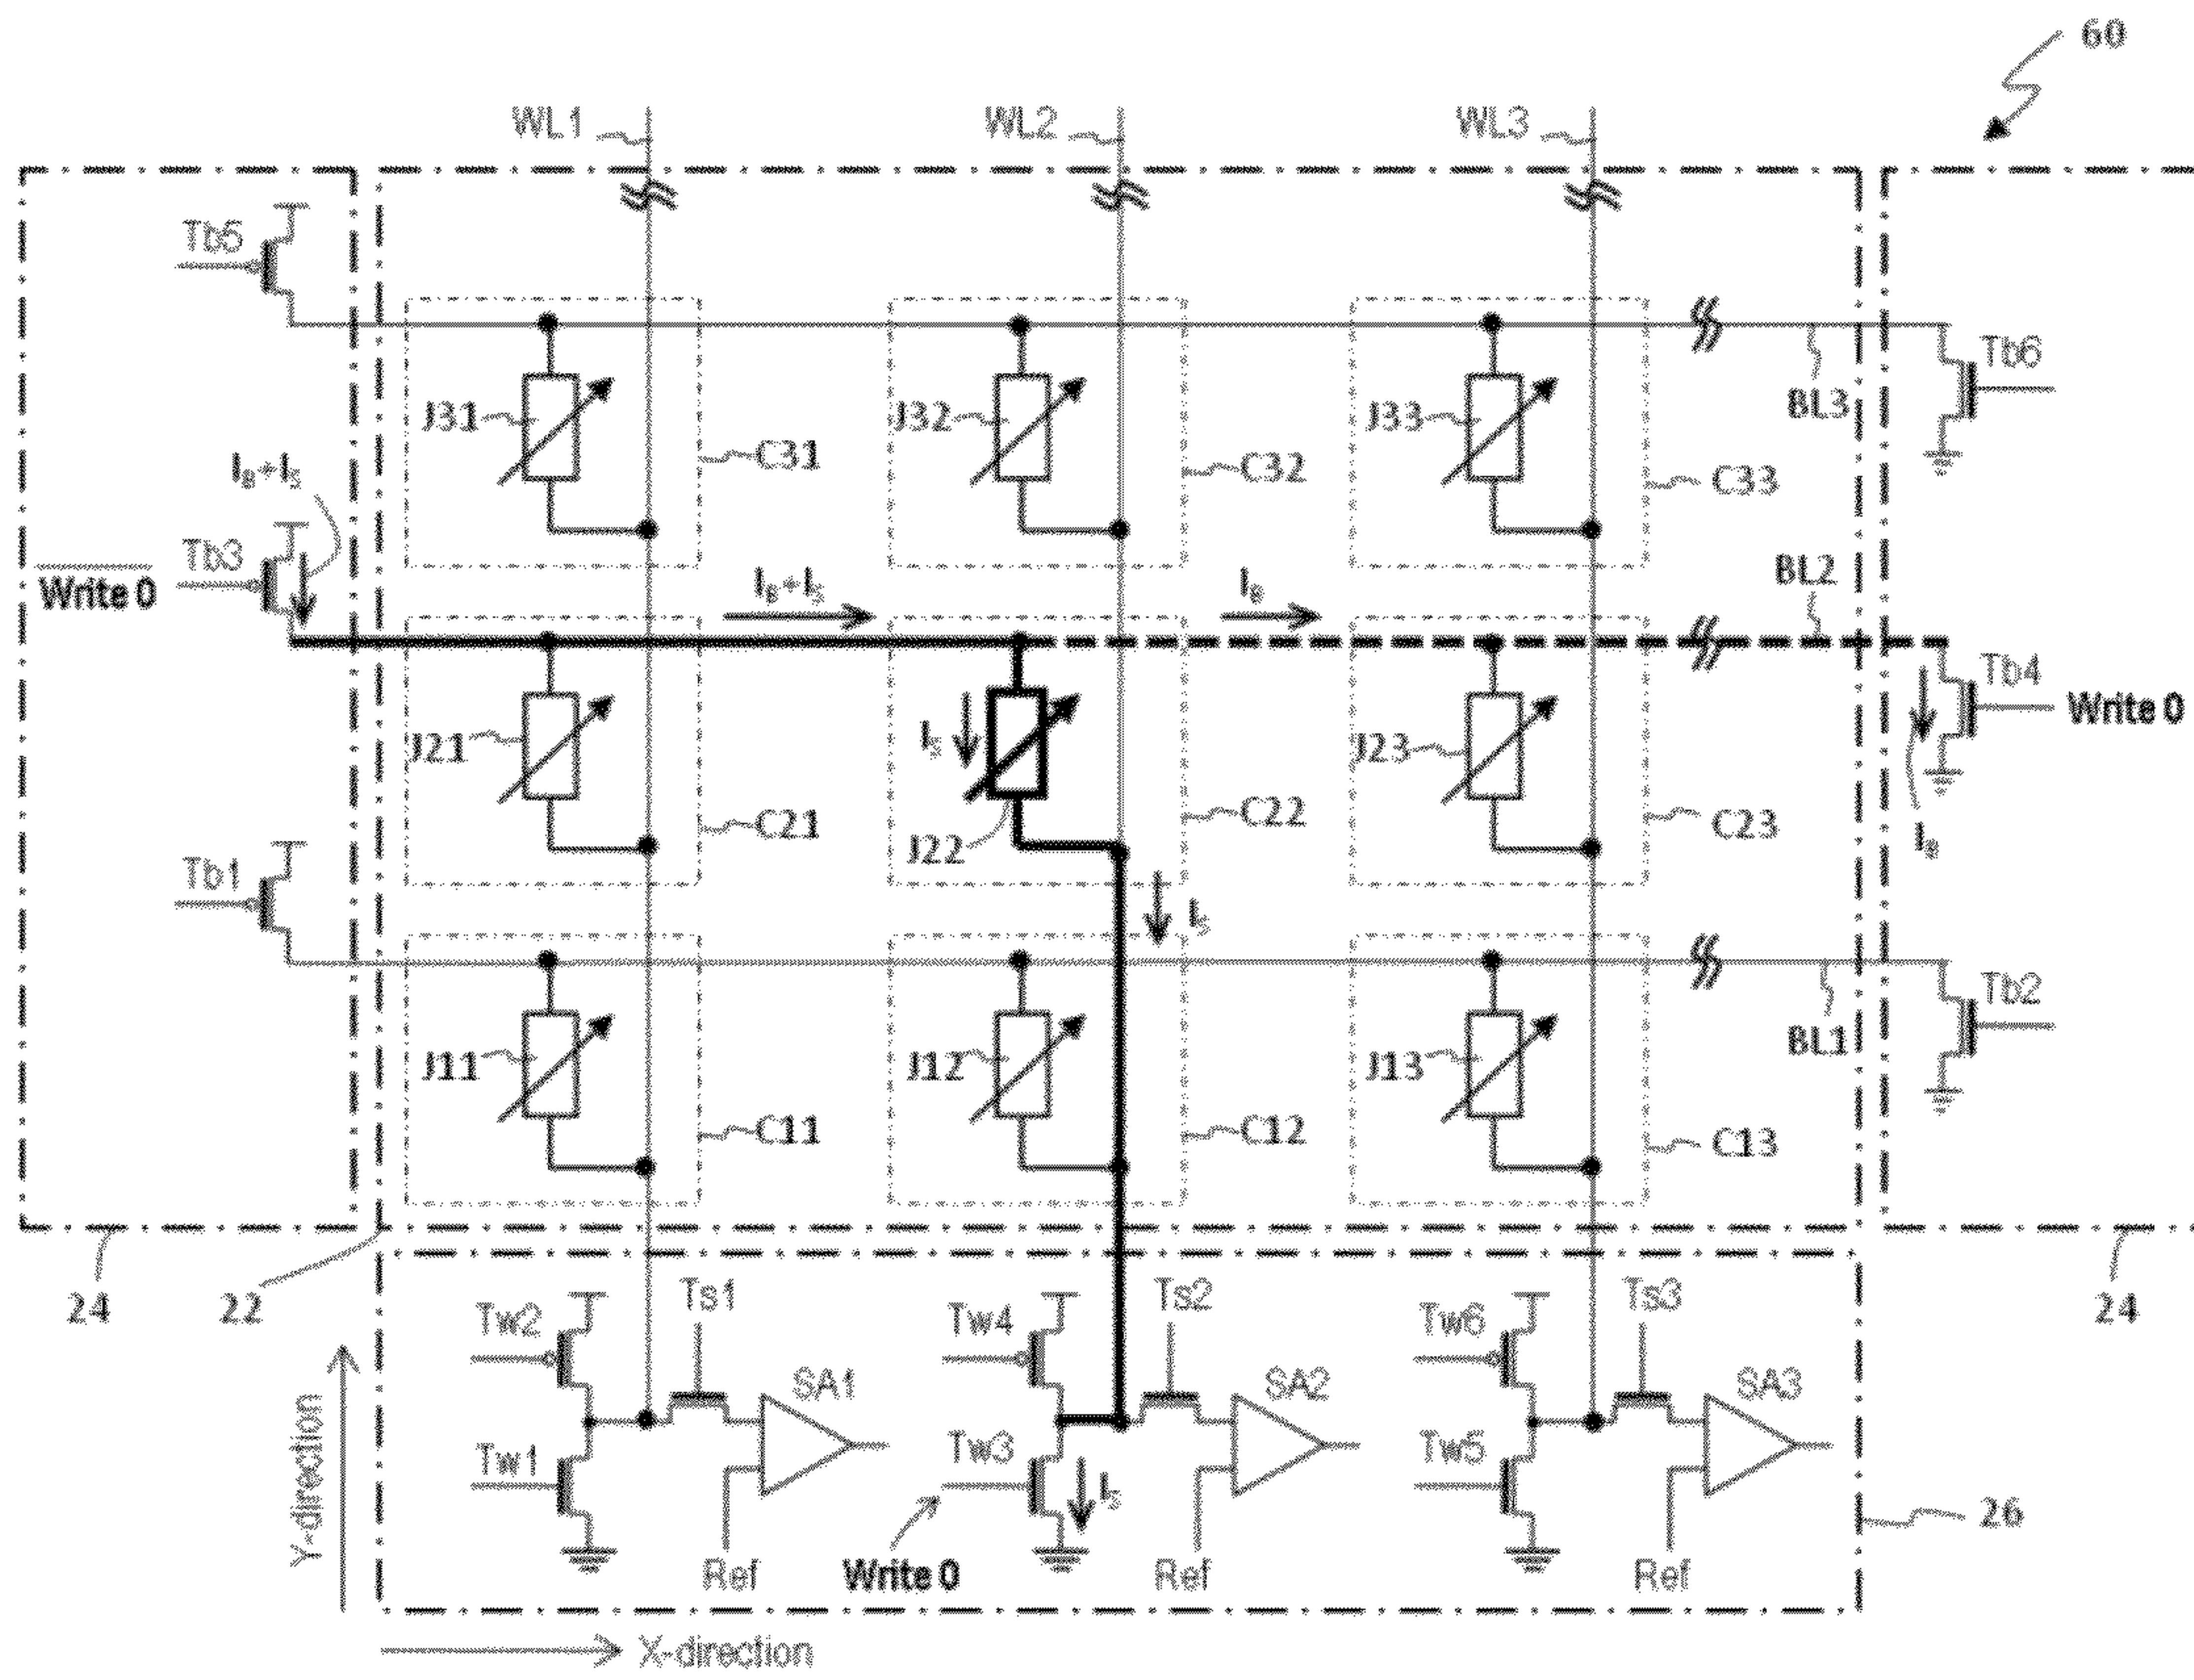 60
WL1 WL2 WL3
Tb5
Tb6
BL3
J31 J32 J33
C31 C32 C33
IB+IS
Tb3
Write 0
IB+IS IB
BL2
Tb4
Write 0
IS
J21 J23
J22
C21 C22 C23
IB
Tb1
IS
Tb2
BL1
J11 J12 J13
C11 C12 C13
24 22 24
Ts1 Ts2 Ts3
Tw2 Tw4 Tw6
SA1 SA2 SA3
Tw1 Tw3 Tw5
IS
26
Ref Write 0 Ref Ref
Y-direction
X-direction